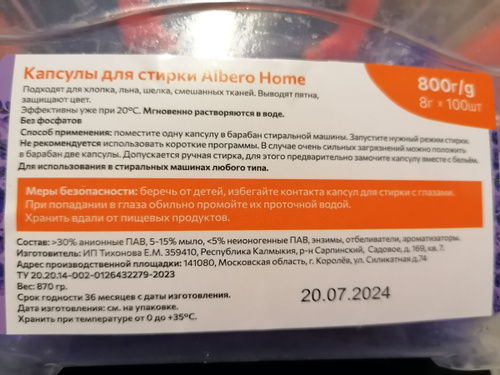 Капсулы для стирки Albero Home
800г/g
8г × 100шт
Подходят для хлопка, льна, шелка, смешанных тканей. Выводят пятна,
защищают цвет.
Эффективны уже при 20°С. Мгновенно растворяются в воде.
Без фосфатов
Способ применения: поместите одну капсулу в барабан стиральной машины. Запустите нужный режим стирки.
Не рекомендуется использовать короткие программы. В случае очень сильных загрязнений можно положить
в барабан две капсулы. Допускается ручная стирка, для этого предварительно замочите капсулу вместе с бельём.
Для использования в стиральных машинах любого типа.
Меры безопасности: беречь от детей, избегайте контакта капсул для стирки с глазами.
При попадании в глаза обильно промойте их проточной водой.
Хранить вдали от пищевых продуктов.
Состав: >30% анионные ПАВ, 5-15% мыло, <5% неионогенные ПАВ, энзимы, отбеливатели, ароматизаторы.
Изготовитель: ИП Тихонова Е.М. 359410, Республика Калмыкия, р-н Сарпинский, Садовое, д. 169, кв. 7.
Адрес производственной площадки: 141080, Московская область, г. Королёв, ул. Силикатная д.74
ТУ 20.20.14-002-0126432279-2023
Вес: 870 гр.
Срок годности 36 месяцев с даты изготовления.
Дата изготовления: см. на упаковке.
Хранить при температуре от 0 до +35°С.
20.07.2024